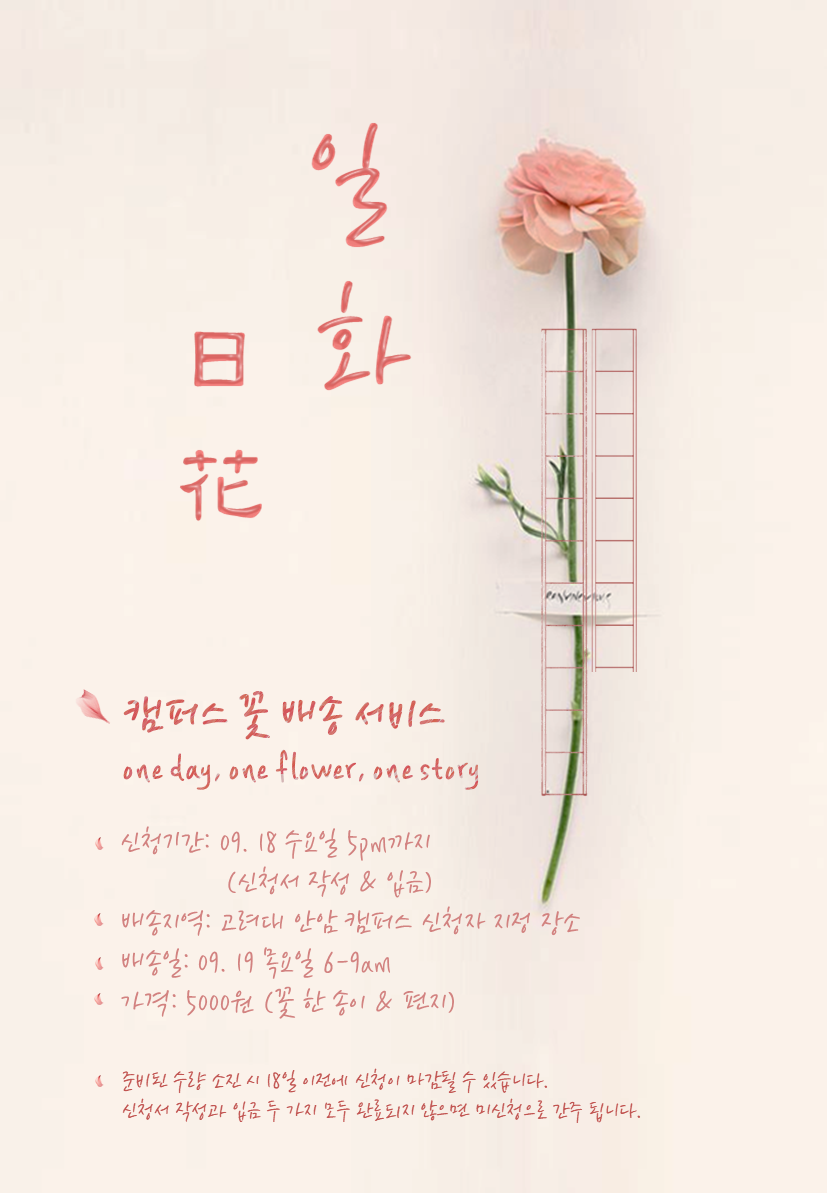 일화
日花
캠퍼스 꽃 배송 서비스
one day, one flower, one story
신청기간: 09. 18 수요일 5pm까지
(신청서 작성 & 입금)
배송지역: 고려대 안암 캠퍼스 신청자 지정 장소
배송일: 09. 19 목요일 6-9am
가격: 5000원 (꽃 한 송이 & 편지)
준비된 수량 소진 시 18일 이전에 신청이 마감될 수 있습니다.
신청서 작성과 입금 두 가지 모두 완료되지 않으면 미신청으로 간주 됩니다.